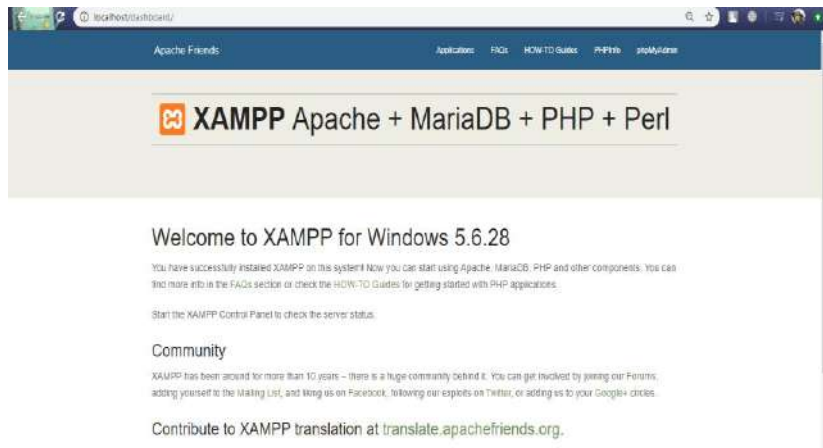 localhost/dashboard/
Apache Friends
Applications FAQs HOW-TO Guides PHPInfo phpMyAdmin
XAMPP Apache + MariaDB + PHP + Perl
Welcome to XAMPP for Windows 5.6.28
You have successfully installed XAMPP on this system! Now you can start using Apache, MariaDB, PHP and other components. You can
find more info in the FAQs section or check the HOW-TO Guides for getting started with PHP applications.
Start the XAMPP Control Panel to check the server status.
Community
XAMPP has been around for more than 10 years – there is a huge community behind it. You can get involved by joining our Forums,
adding yourself to the Mailing List, and liking us on Facebook, following our exploits on Twitter, or adding us to your Google+ circles.
Contribute to XAMPP translation at translate.apachefriends.org.